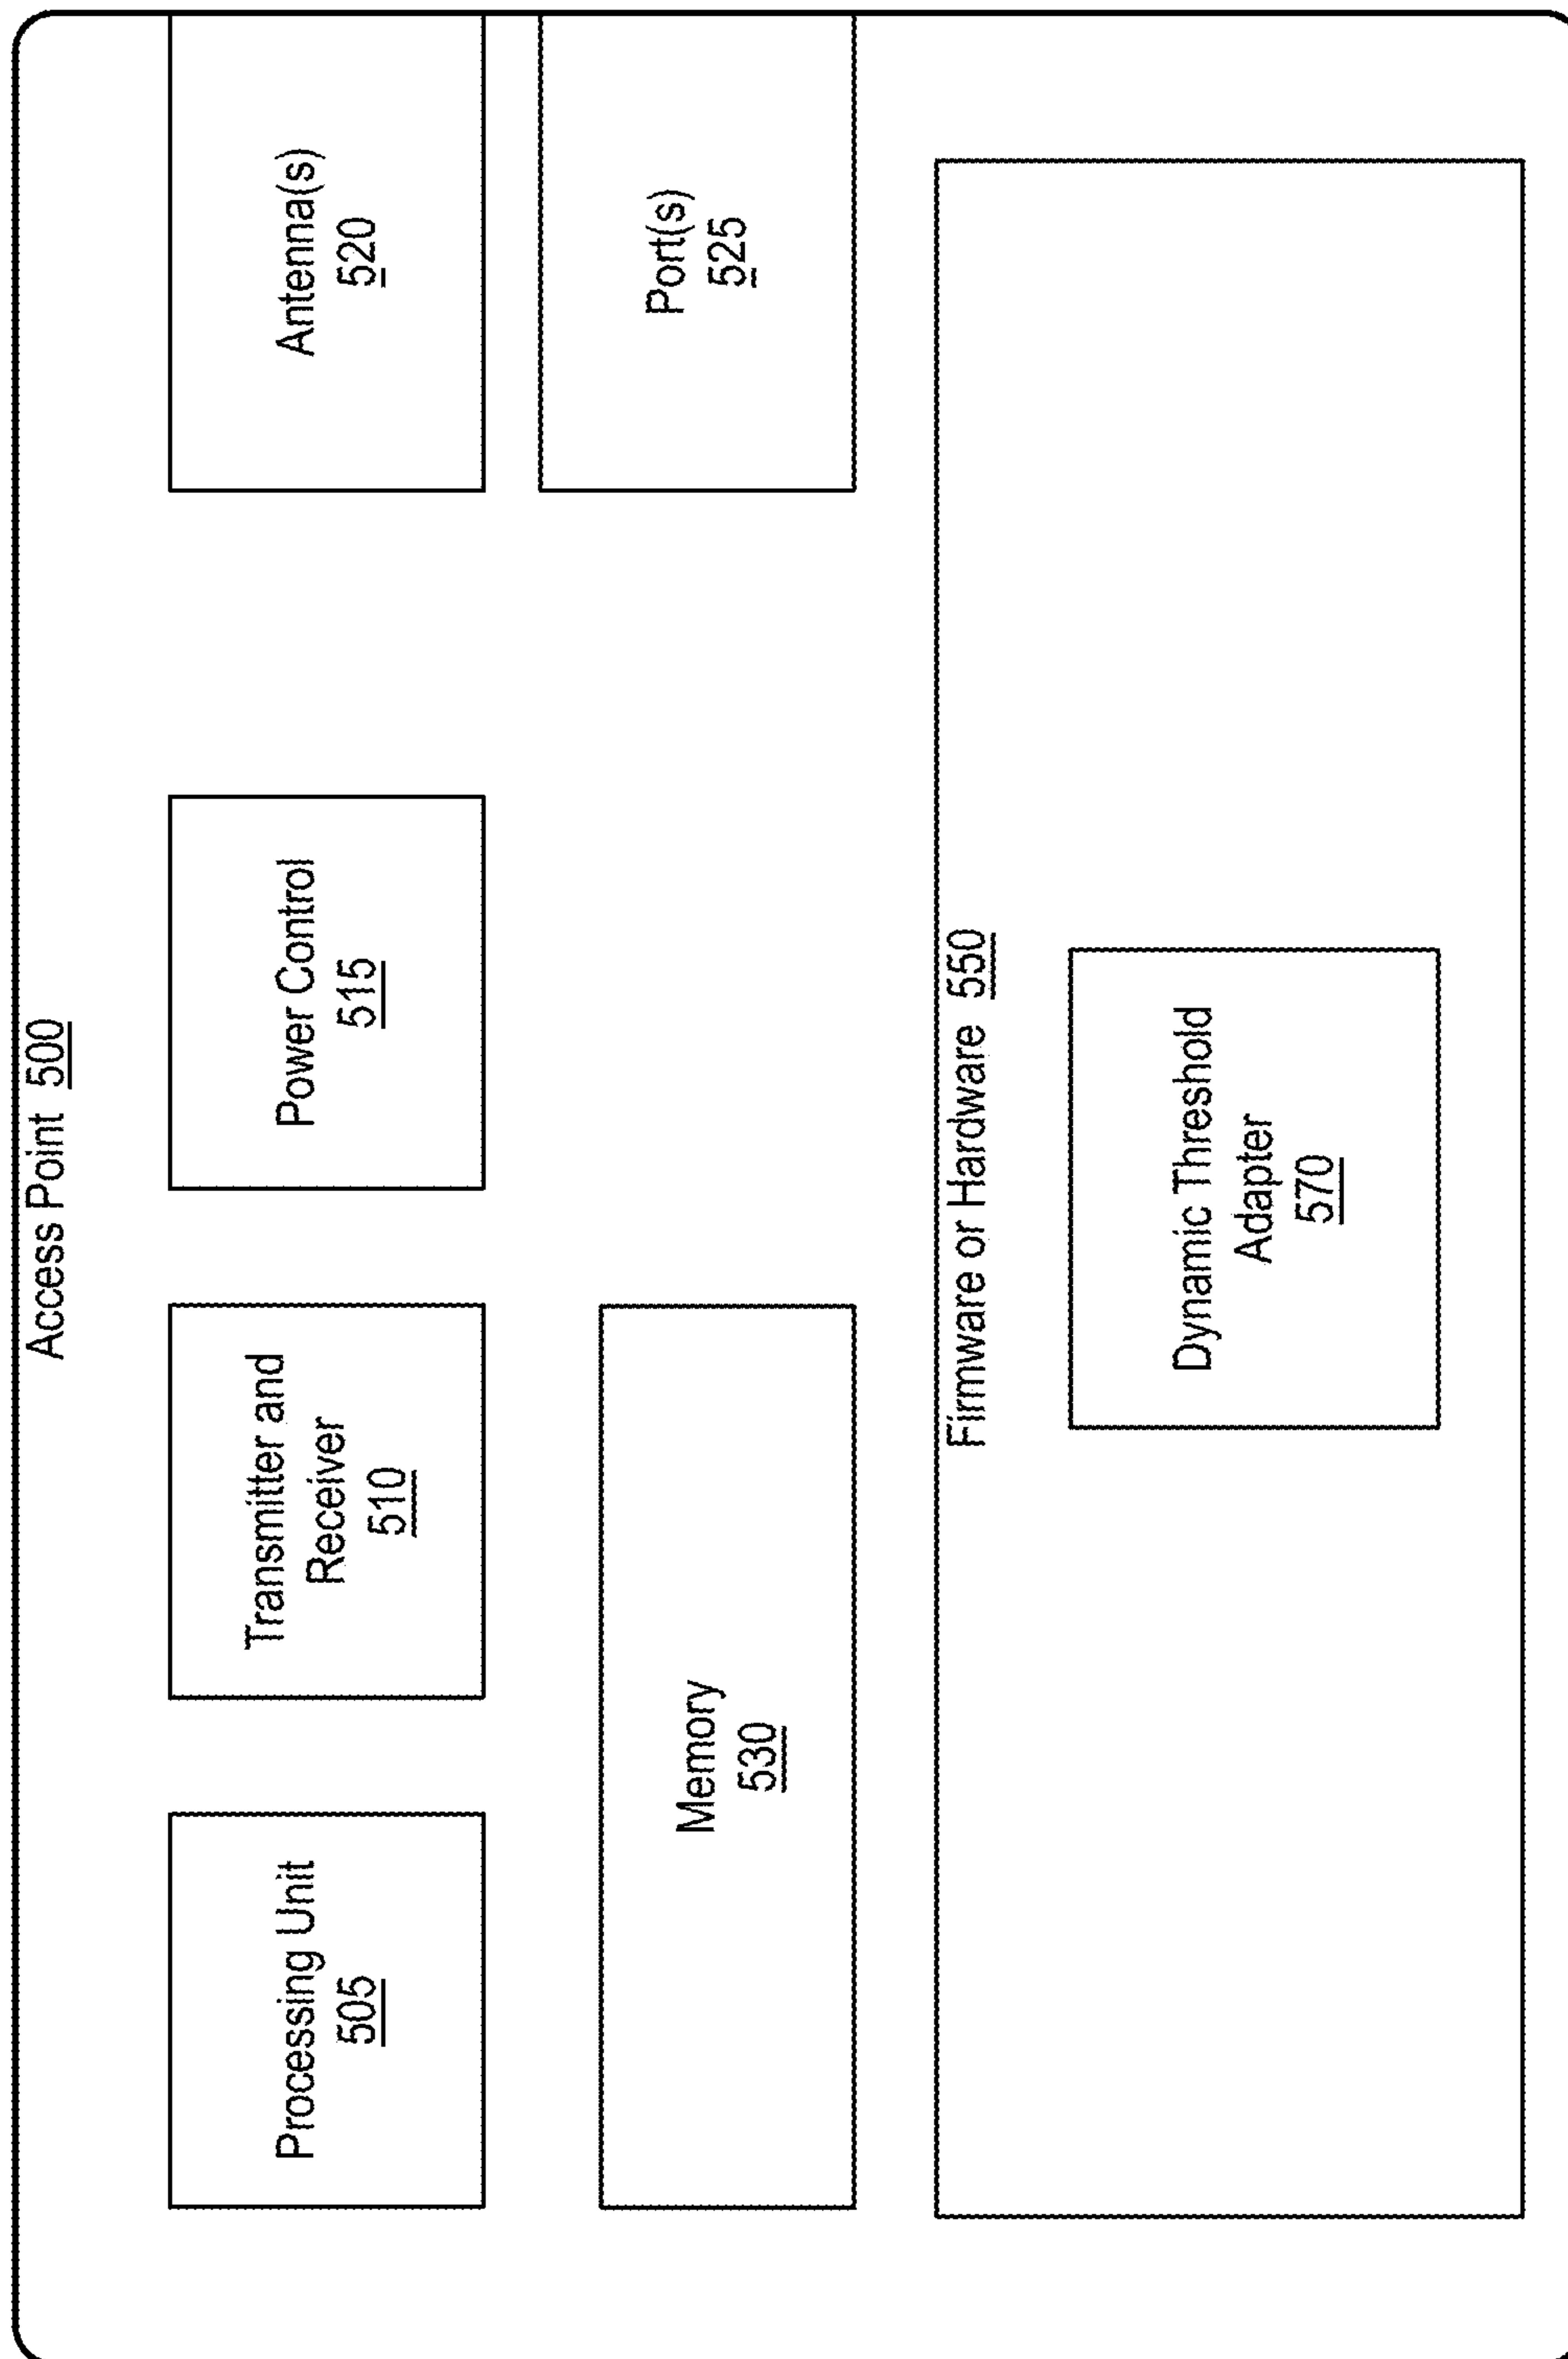 Access Point 500
Processing Unit
505
Transmitter and
Receiver
510
Power Control
515
Antenna(s)
520
Memory
530
Port(s)
525
Firmware or Hardware 550
Dynamic Threshold
Adapter
570